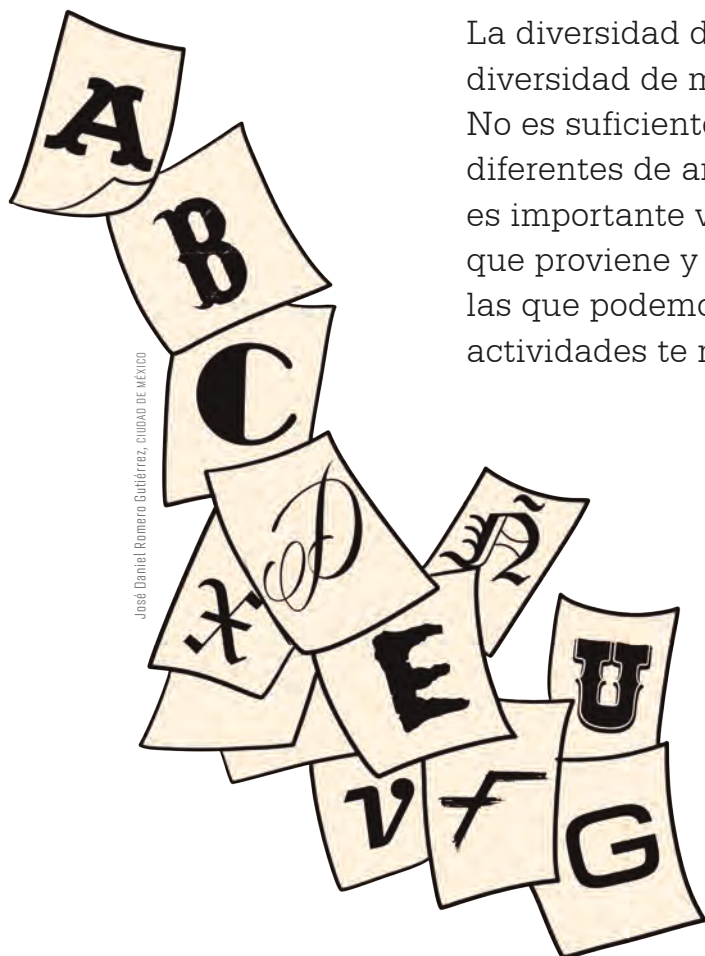 La diversidad d
diversidad de m
No es suficiente
diferentes de a
es importante v
que proviene y
las que podemo
actividades te
A
B
C
José Daniel Romero Gutiérrez, CIUDAD DE MÉXICO
D
Ñ
X
E
U
v
F
G